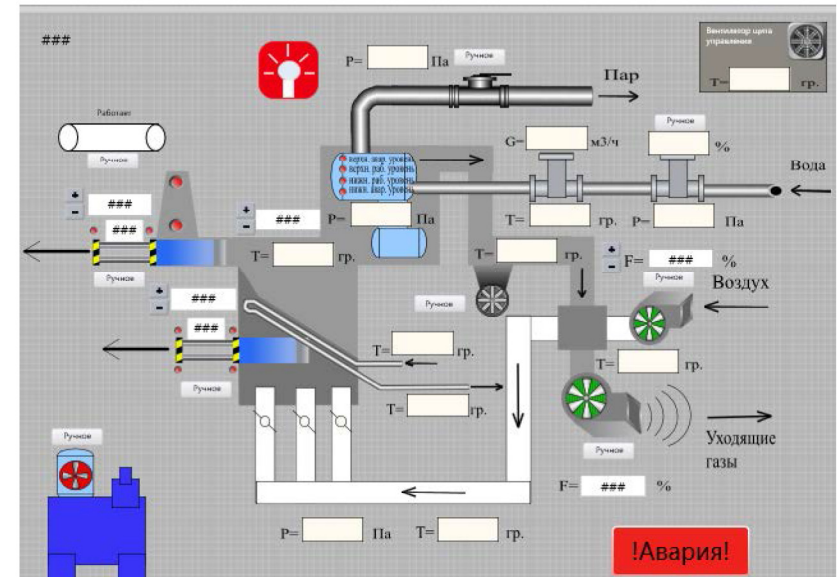 ###
P=
Па
Ручное
Вентилятор щита
управления
T=
гр.
Пар
Работает
Ручное
G=
м3/ч
Ручное
%
Вода
верхн. авар. уровень
верхн. раб. уровень
нижн. раб. уровень
нижн. авар. уровень
+
-
###
###
+
-
###
P=
Па
T=
гр.
P=
Па
T=
гр.
T=
гр.
+
-
F=
###
%
Ручное
Ручное
Воздух
+
-
###
###
Ручное
T=
гр.
T=
гр.
T=
гр.
Ручное
Ручное
Ручное
Уходящие
газы
F=
###
%
P=
Па
T=
гр.
!Авария!